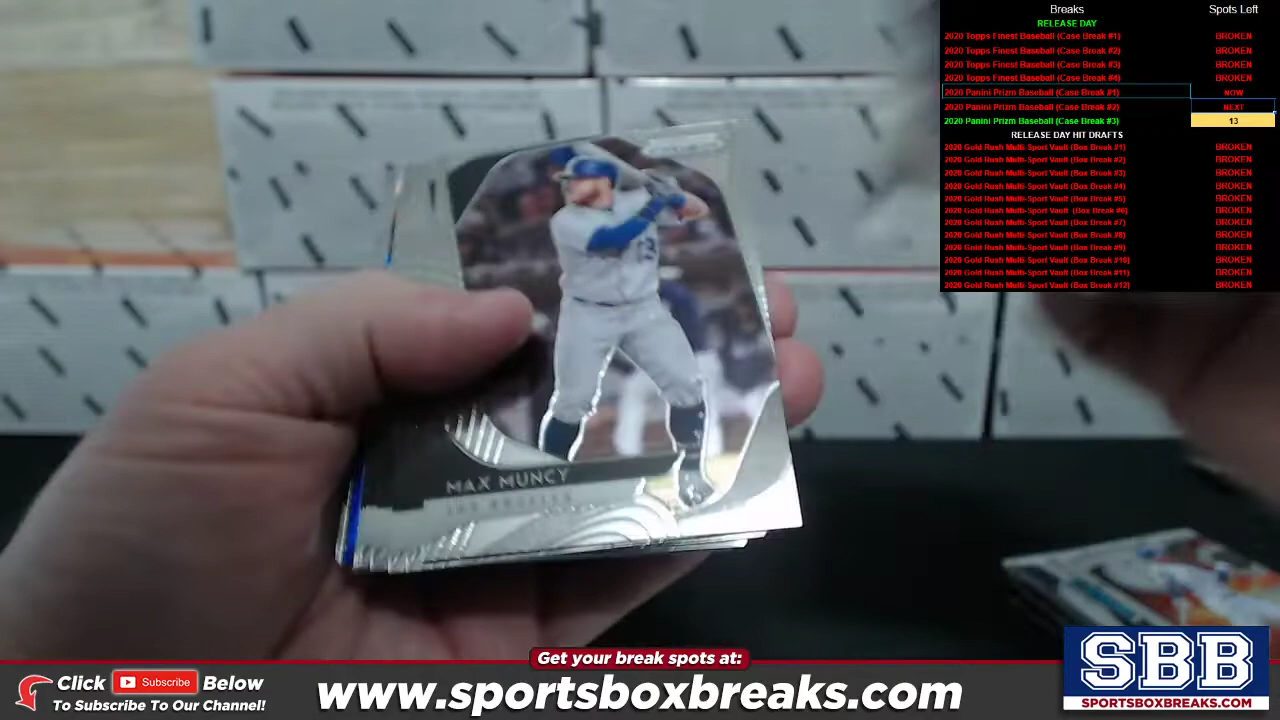 Breaks Spots Left
RELEASE DAY
2020 Topps Finest Baseball (Case Break #1) BROKEN
2020 Topps Finest Baseball (Case Break #2) BROKEN
2020 Topps Finest Baseball (Case Break #3) BROKEN
2020 Topps Finest Baseball (Case Break #4) BROKEN
2020 Panini Prizm Baseball (Case Break #1) NOW
2020 Panini Prizm Baseball (Case Break #2) NEXT
2020 Panini Prizm Baseball (Case Break #3) 13
RELEASE DAY HIT DRAFTS
2020 Gold Rush Multi-Sport Vault (Box Break #1) BROKEN
2020 Gold Rush Multi-Sport Vault (Box Break #2) BROKEN
2020 Gold Rush Multi-Sport Vault (Box Break #3) BROKEN
2020 Gold Rush Multi-Sport Vault (Box Break #4) BROKEN
2020 Gold Rush Multi-Sport Vault (Box Break #5) BROKEN
2020 Gold Rush Multi-Sport Vault (Box Break #6) BROKEN
2020 Gold Rush Multi-Sport Vault (Box Break #7) BROKEN
2020 Gold Rush Multi-Sport Vault (Box Break #8) BROKEN
2020 Gold Rush Multi-Sport Vault (Box Break #9) BROKEN
2020 Gold Rush Multi-Sport Vault (Box Break #10) BROKEN
2020 Gold Rush Multi-Sport Vault (Box Break #11) BROKEN
2020 Gold Rush Multi-Sport Vault (Box Break #12) BROKEN
MAX MUNCY
LOS ANGELES
Get your break spots at:
Click Subscribe Below
To Subscribe To Our Channel!
www.sportsboxbreaks.com
SBB
SPORTSBOXBREAKS.COM